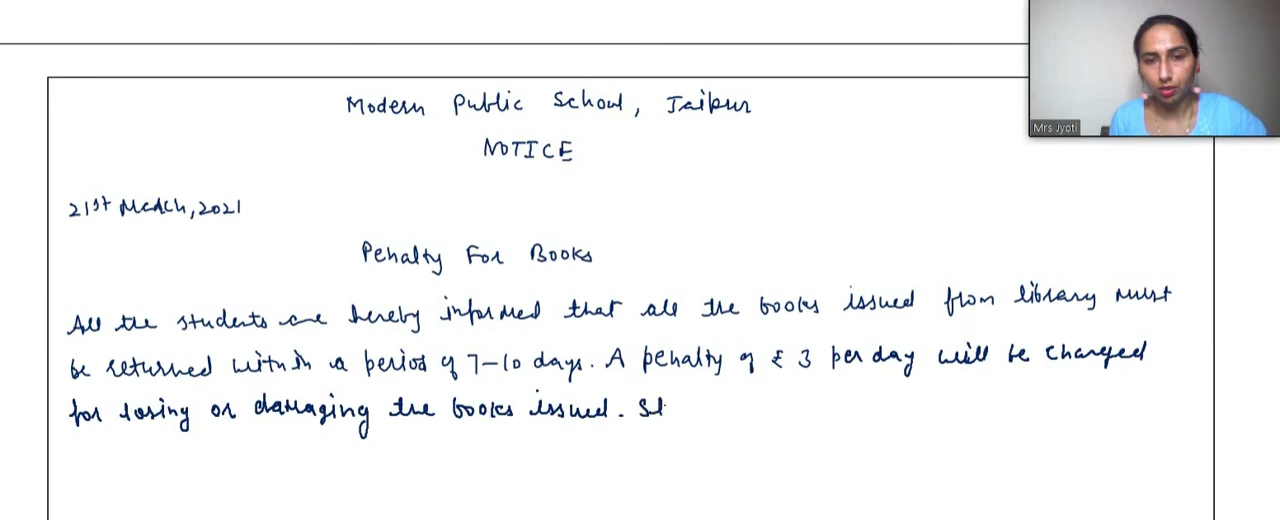 Modern Public School, Jaipur
Mrs Jyoti
NOTICE
21st March, 2021
Penalty For Books
All the students are hereby informed that all the books issued from library must
be returned within a period of 7-10 days. A penalty of ₹ 3 per day will be charged
for losing or damaging the books issued. St